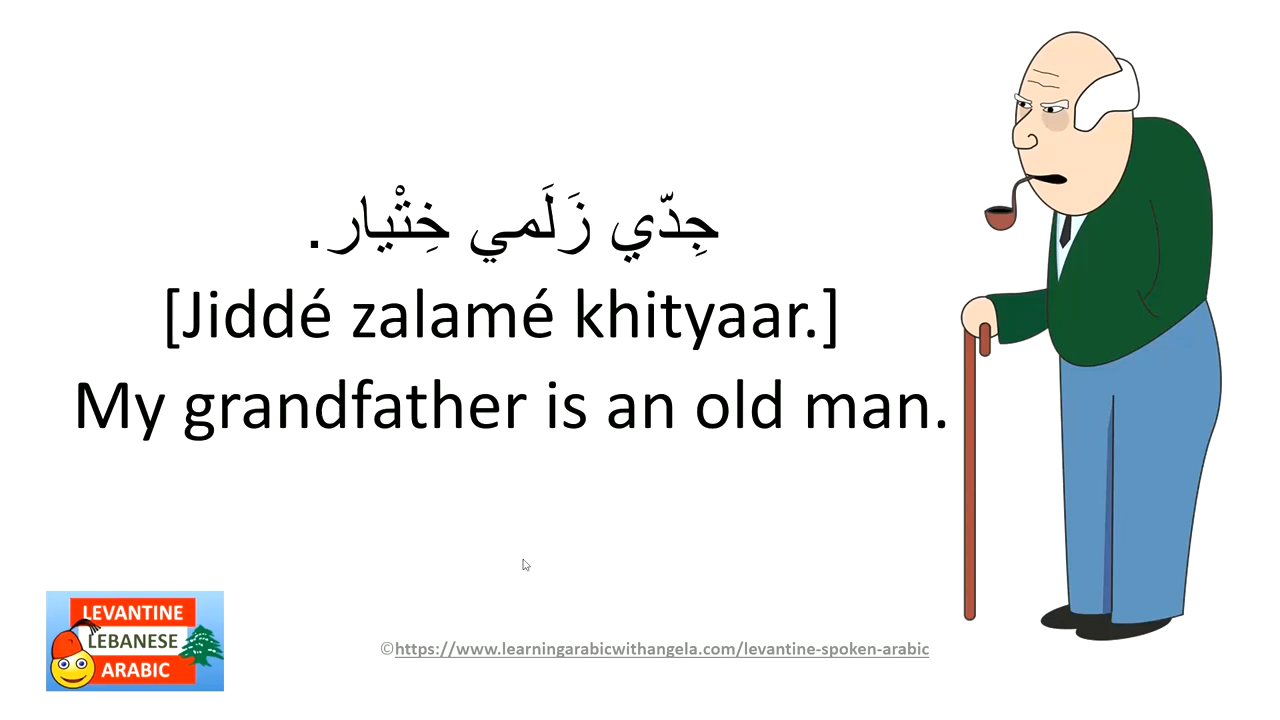 جِدّي زَلَمي خِتْيار.
[Jiddé zalamé khityaar.]
My grandfather is an old man.
LEVANTINE
LEBANESE
ARABIC
©https://www.learningarabicwithangela.com/levantine-spoken-arabic